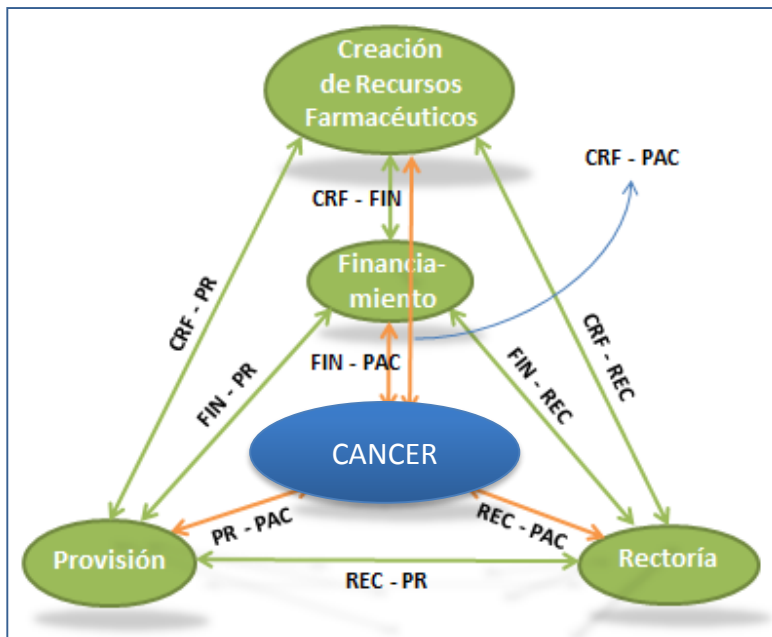 Creación
de Recursos
Farmacéuticos
CRF - PAC
CRF - FIN
Financia-
miento
CRF - PR
CRF - REC
FIN - PAC
FIN - PR
FIN - REC
CANCER
PR - PAC
REC - PAC
Provisión
Rectoría
REC - PR